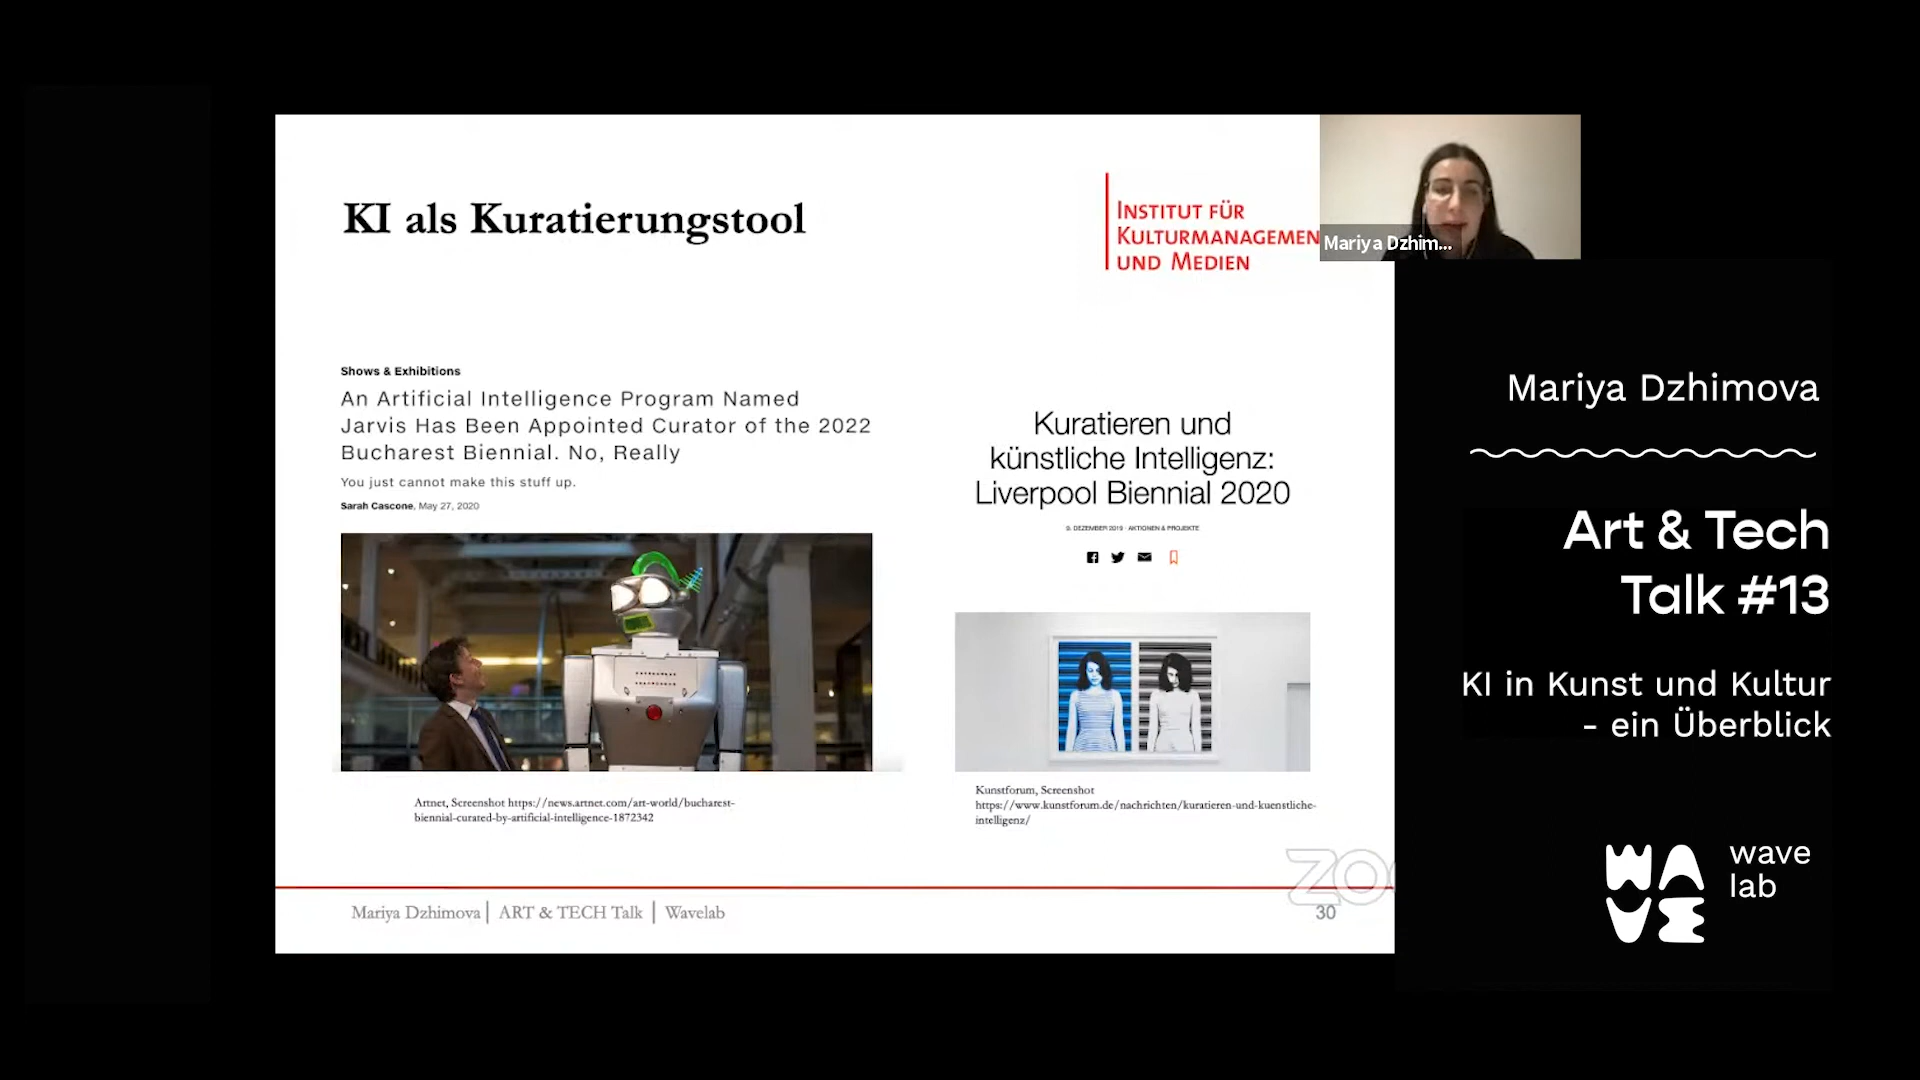 KI als Kuratierungstool
INSTITUT FÜR
KULTURMANAGEMEN
UND MEDIEN
Mariya Dzhim...
Shows & Exhibitions
An Artificial Intelligence Program Named
Jarvis Has Been Appointed Curator of the 2022
Bucharest Biennial. No, Really
You just cannot make this stuff up.
Sarah Cascone, May 27, 2020
Artnet, Screenshot https://news.artnet.com/art-world/bucharest-
biennial-curated-by-artificial-intelligence-1872342
Kuratieren und
künstliche Intelligenz:
Liverpool Biennial 2020
9. DEZEMBER 2019 · AKTIONEN & PROJEKTE
Kunstforum, Screenshot
https://www.kunstforum.de/nachrichten/kuratieren-und-kuenstliche-
intelligenz/
ZO
Mariya Dzhimova | ART & TECH Talk | Wavelab
30
Mariya Dzhimova
Art & Tech
Talk #13
KI in Kunst und Kultur
- ein Überblick
WA
VE
wave
lab